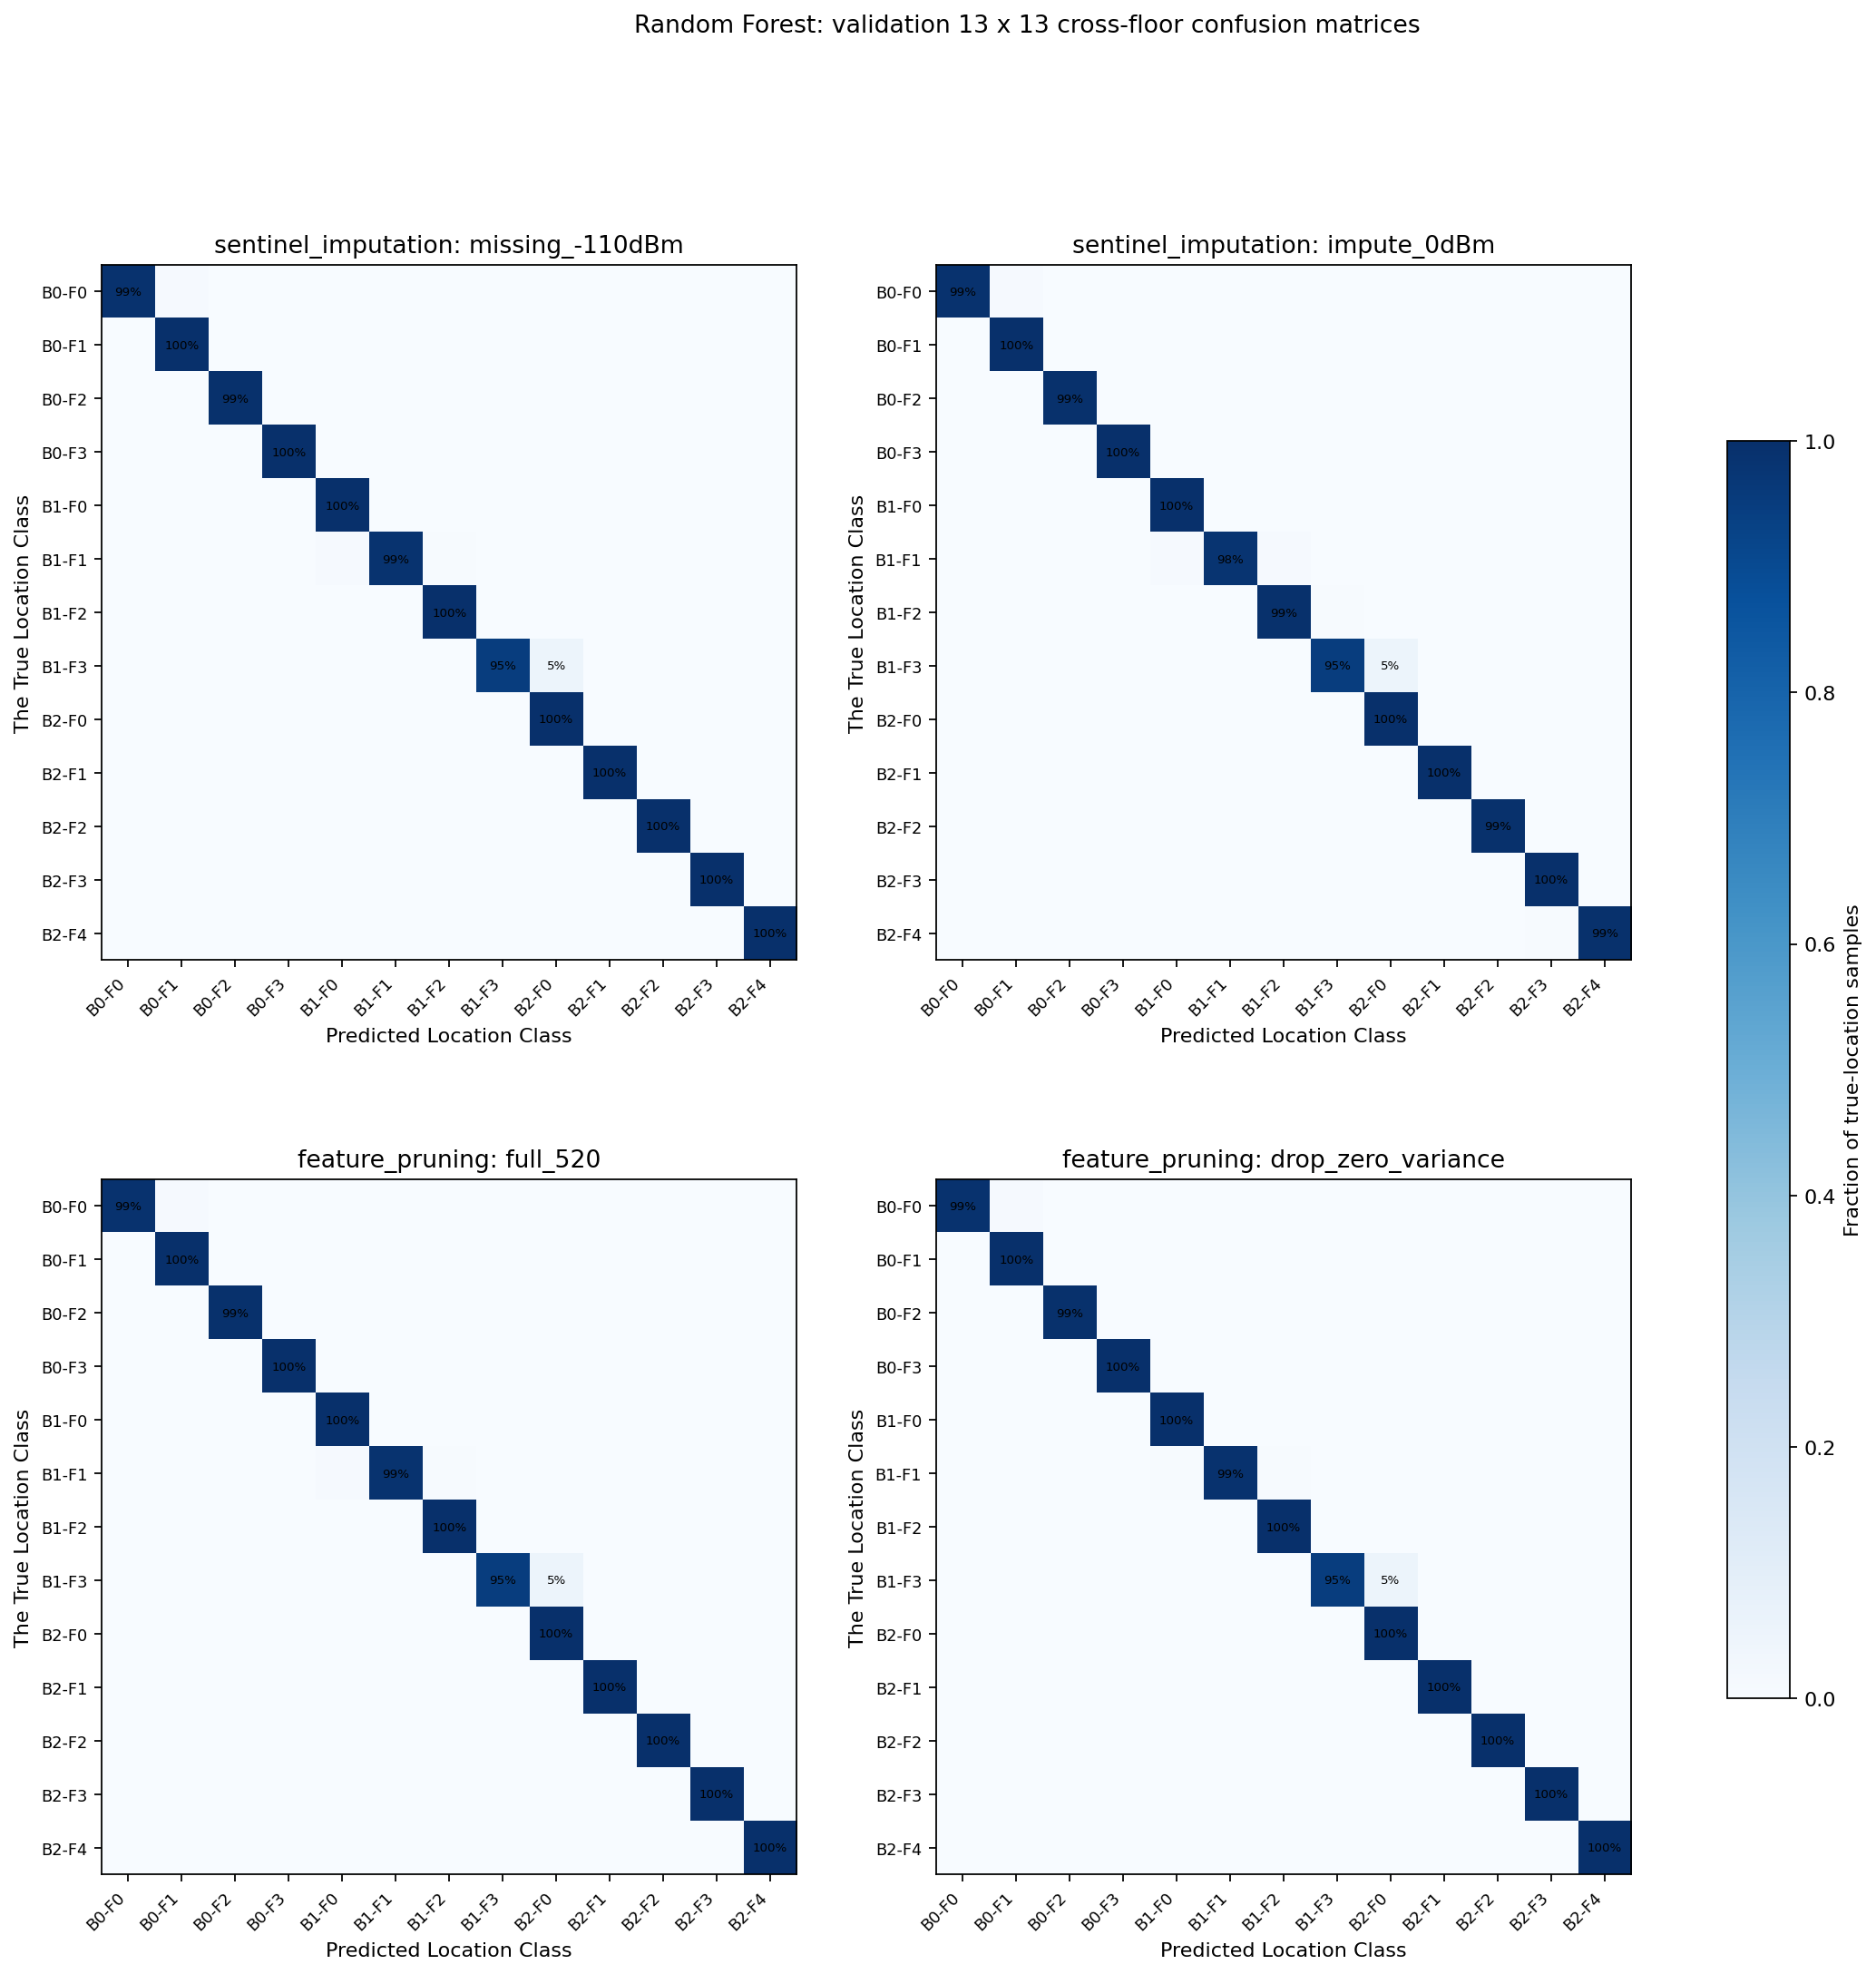 Random Forest: validation 13 x 13 cross-floor confusion matrices
sentinel_imputation: missing_-110dBm
The True Location Class
B0-F0 99%
B0-F1 100%
B0-F2 99%
B0-F3 100%
B1-F0 100%
B1-F1 99%
B1-F2 100%
B1-F3 95% 5%
B2-F0 100%
B2-F1 100%
B2-F2 100%
B2-F3 100%
B2-F4 100%
B0-F0 B0-F1 B0-F2 B0-F3 B1-F0 B1-F1 B1-F2 B1-F3 B2-F0 B2-F1 B2-F2 B2-F3 B2-F4
Predicted Location Class
sentinel_imputation: impute_0dBm
The True Location Class
B0-F0 99%
B0-F1 100%
B0-F2 99%
B0-F3 100%
B1-F0 100%
B1-F1 98%
B1-F2 99%
B1-F3 95% 5%
B2-F0 100%
B2-F1 100%
B2-F2 99%
B2-F3 100%
B2-F4 99%
B0-F0 B0-F1 B0-F2 B0-F3 B1-F0 B1-F1 B1-F2 B1-F3 B2-F0 B2-F1 B2-F2 B2-F3 B2-F4
Predicted Location Class
feature_pruning: full_520
The True Location Class
B0-F0 99%
B0-F1 100%
B0-F2 99%
B0-F3 100%
B1-F0 100%
B1-F1 99%
B1-F2 100%
B1-F3 95% 5%
B2-F0 100%
B2-F1 100%
B2-F2 100%
B2-F3 100%
B2-F4 100%
B0-F0 B0-F1 B0-F2 B0-F3 B1-F0 B1-F1 B1-F2 B1-F3 B2-F0 B2-F1 B2-F2 B2-F3 B2-F4
Predicted Location Class
feature_pruning: drop_zero_variance
The True Location Class
B0-F0 99%
B0-F1 100%
B0-F2 99%
B0-F3 100%
B1-F0 100%
B1-F1 99%
B1-F2 100%
B1-F3 95% 5%
B2-F0 100%
B2-F1 100%
B2-F2 100%
B2-F3 100%
B2-F4 100%
B0-F0 B0-F1 B0-F2 B0-F3 B1-F0 B1-F1 B1-F2 B1-F3 B2-F0 B2-F1 B2-F2 B2-F3 B2-F4
Predicted Location Class
1.0
0.8
0.6
0.4
0.2
0.0
Fraction of true-location samples